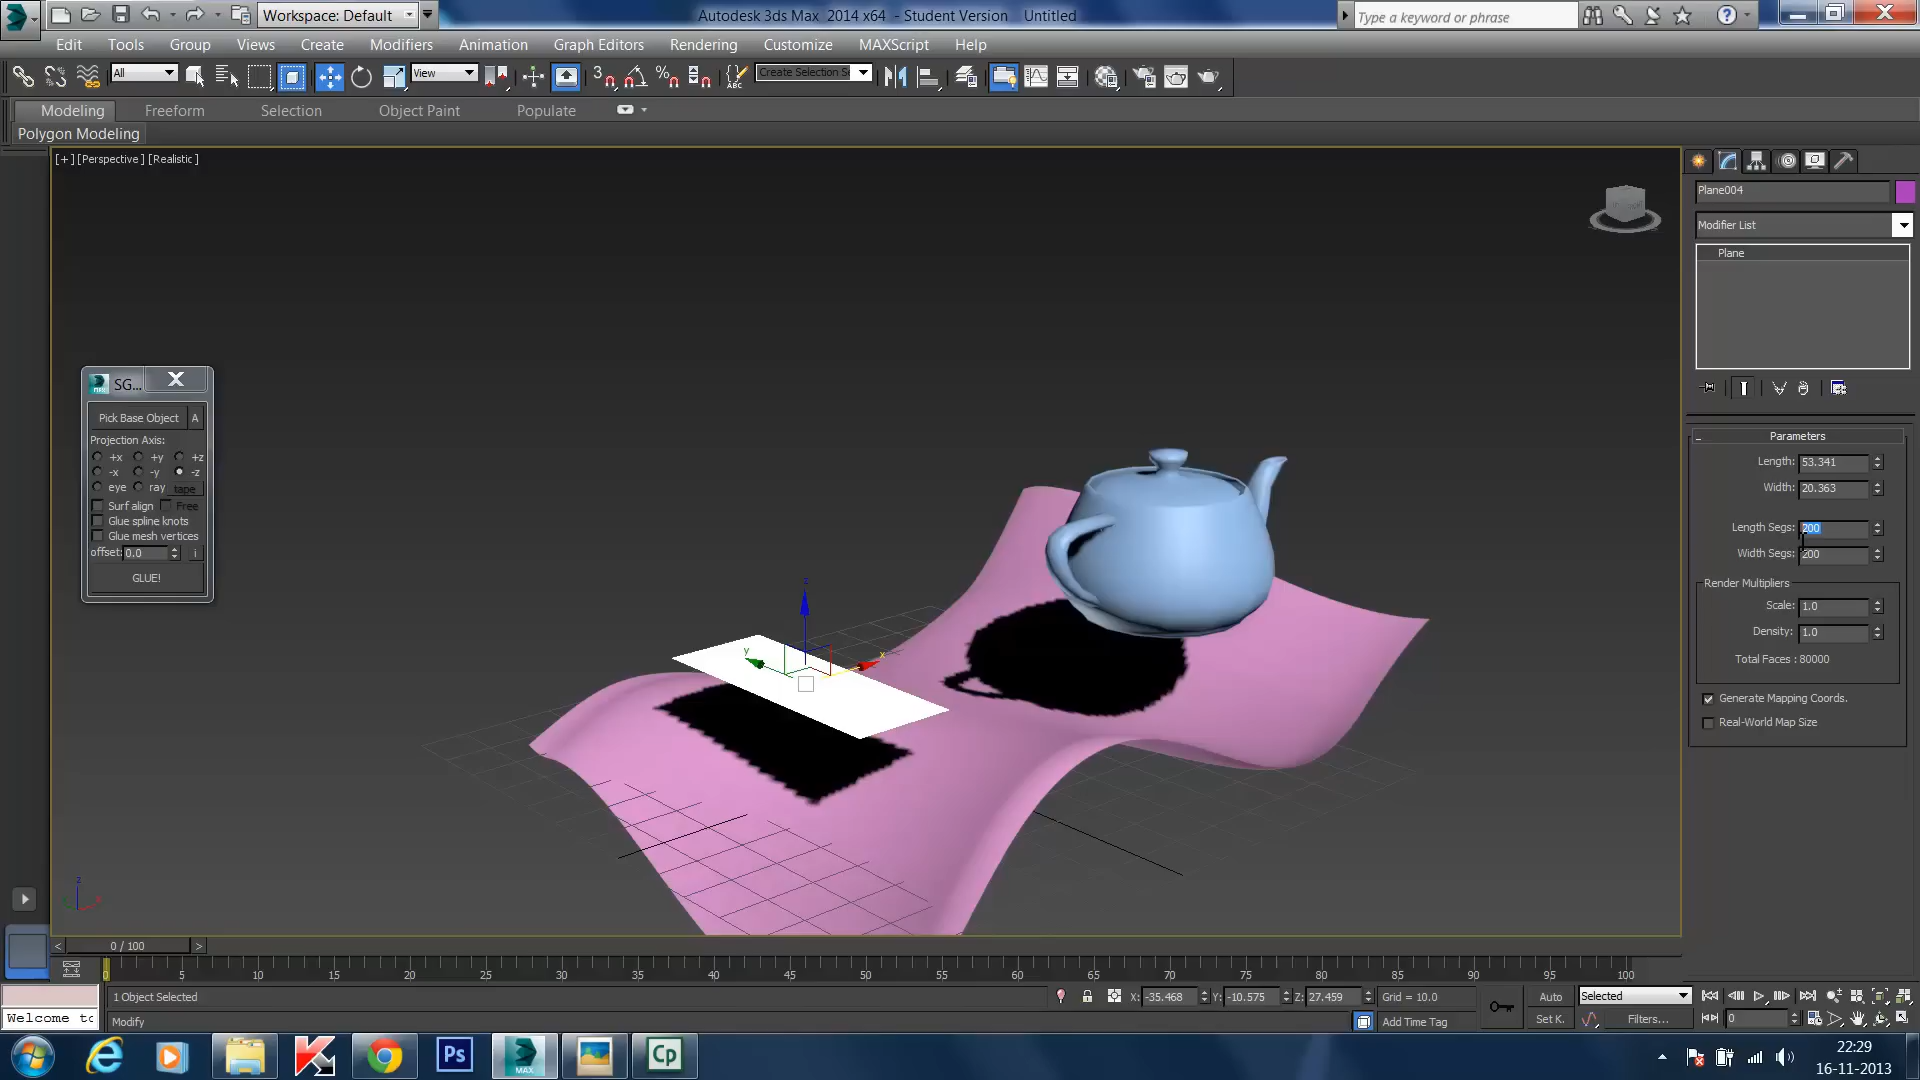 Workspace: Default
Autodesk 3ds Max 2014 x64 - Student Version Untitled
Type a keyword or phrase
Edit Tools Group Views Create Modifiers Animation Graph Editors Rendering Customize MAXScript Help
All
View
3
ABC
Create Selection S
Modeling Freeform Selection Object Paint Populate
Polygon Modeling
[+] [Perspective ] [Realistic ]
Plane004
Modifier List
Plane
SG...
X
Pick Base Object A
Projection Axis:
+x +y +z
-x -y -z
eye ray tape
Surf align Free
Glue spline knots
Glue mesh vertices
offset: 0.0 i
GLUE!
Parameters
Length: 53.341
Width: 20.363
Length Segs: 200
Width Segs: 200
Render Multipliers
Scale: 1.0
Density: 1.0
Total Faces : 80000
Generate Mapping Coords.
Real-World Map Size
z
y
x
z
< 0 / 100 >
0 5 10 15 20 25 30 35 40 45 50 55 60 65 70 75 80 85 90 95 100
1 Object Selected
X: -35.468 Y: -10.575 Z: 27.459 Grid = 10.0
Auto Selected
Welcome to
Modify
Add Time Tag
Set K. Filters...
0
Ps
MAX
Cp
22:29
16-11-2013